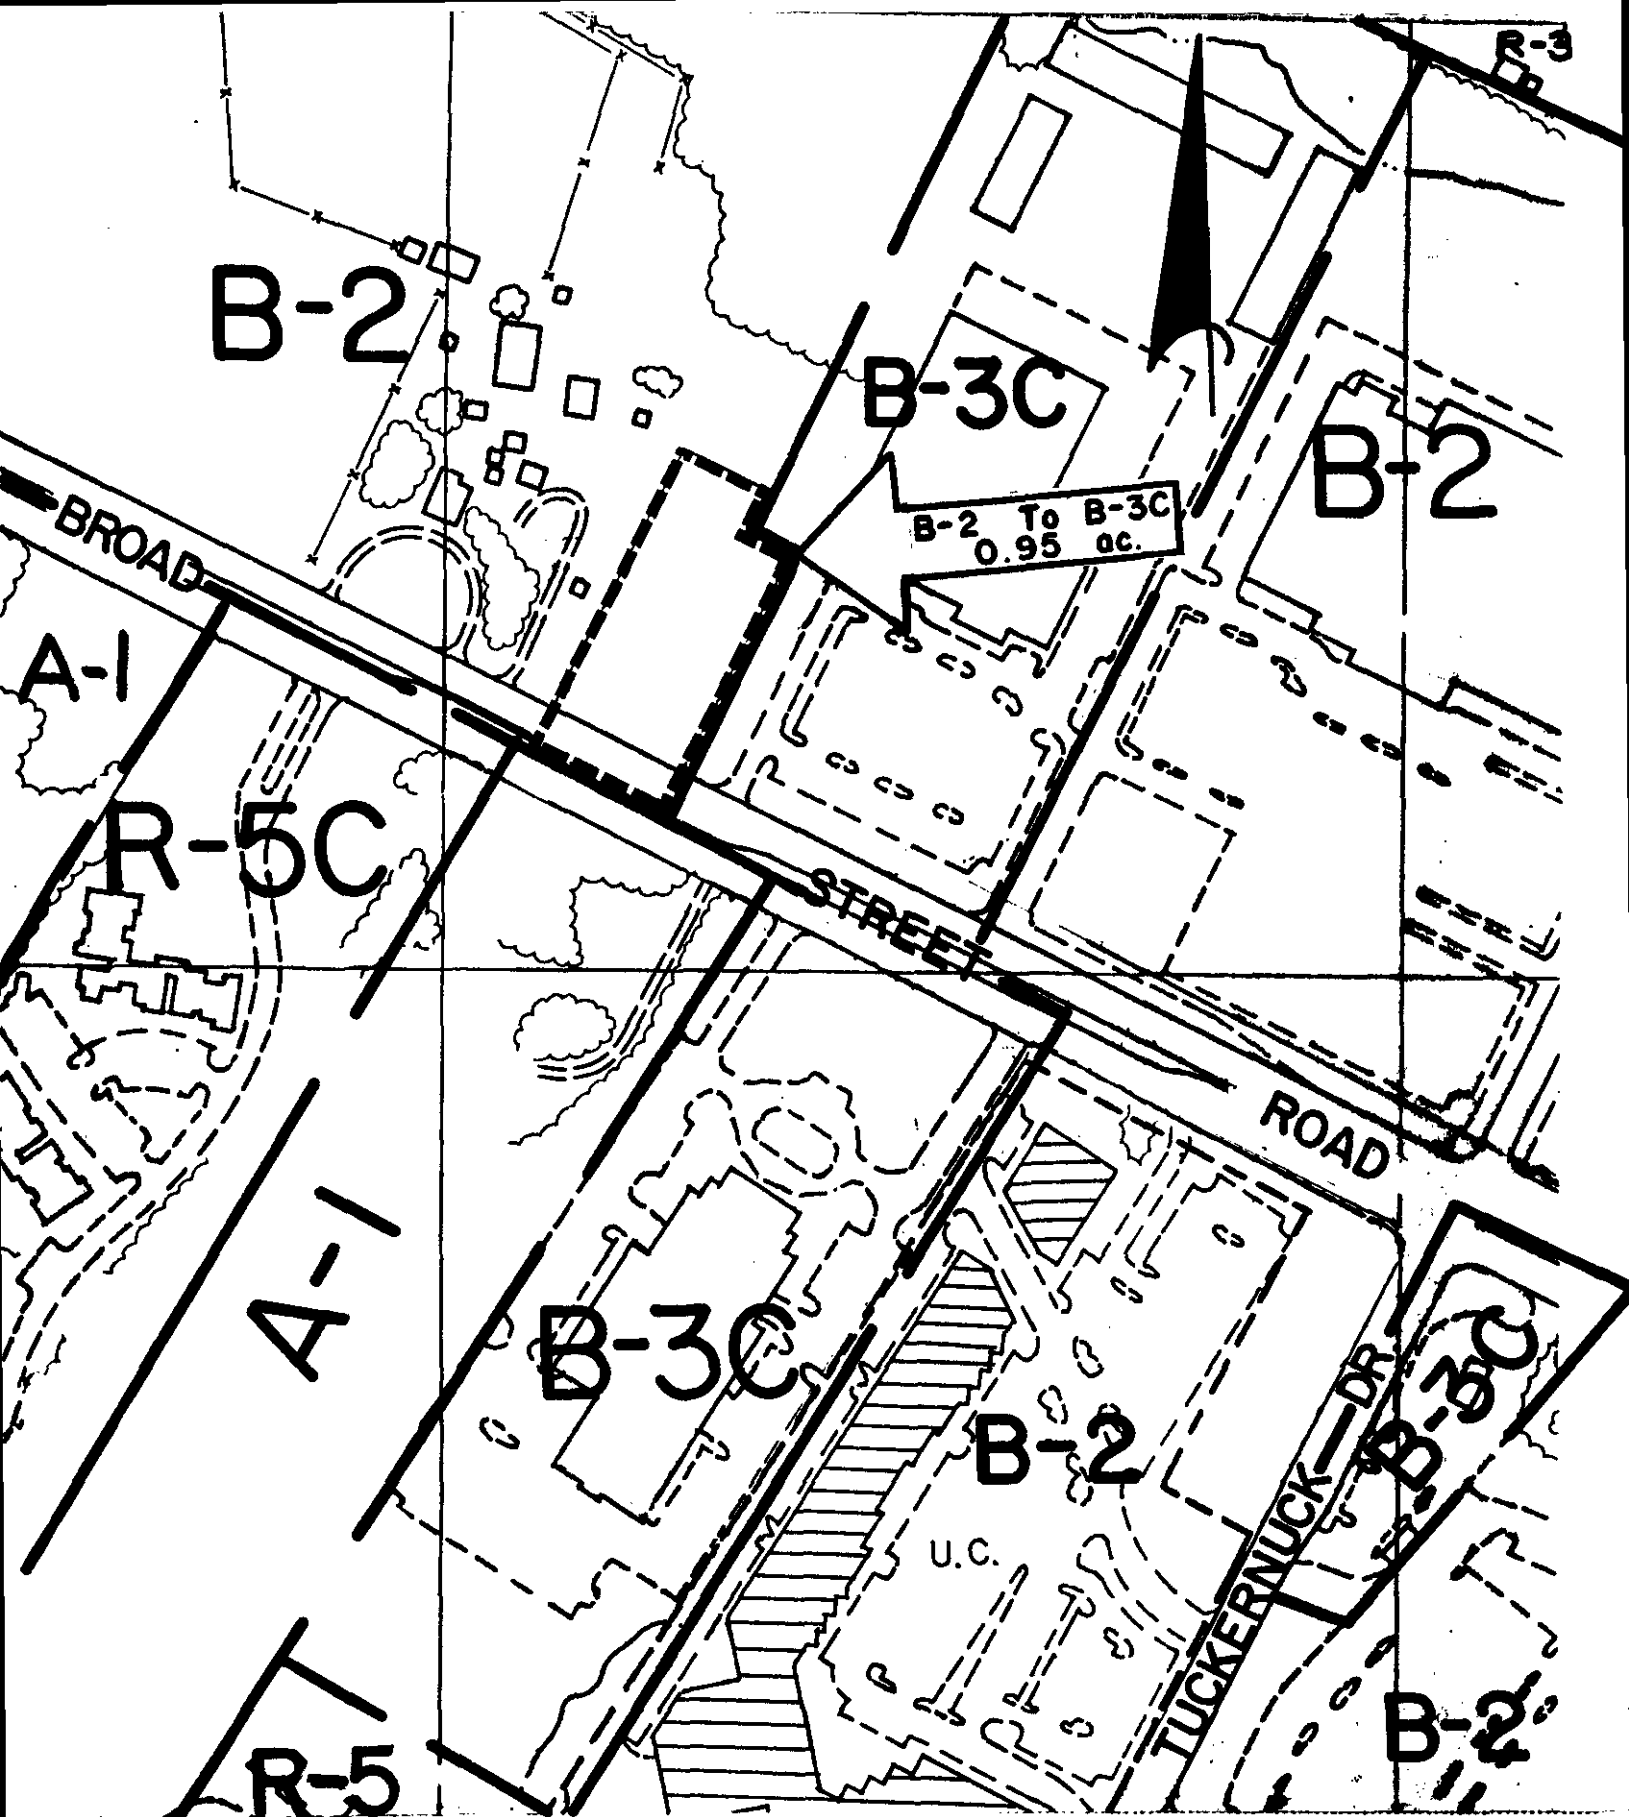 R-3
B-2
B-3C
B-2
B-2 To B-3C
0.95 ac.
BROAD
A-1
R-5C
STREET
ROAD
A-1
B-3C
B-2
DR
B-3C
U.C.
TUCKERNUCK
B-2
R-5